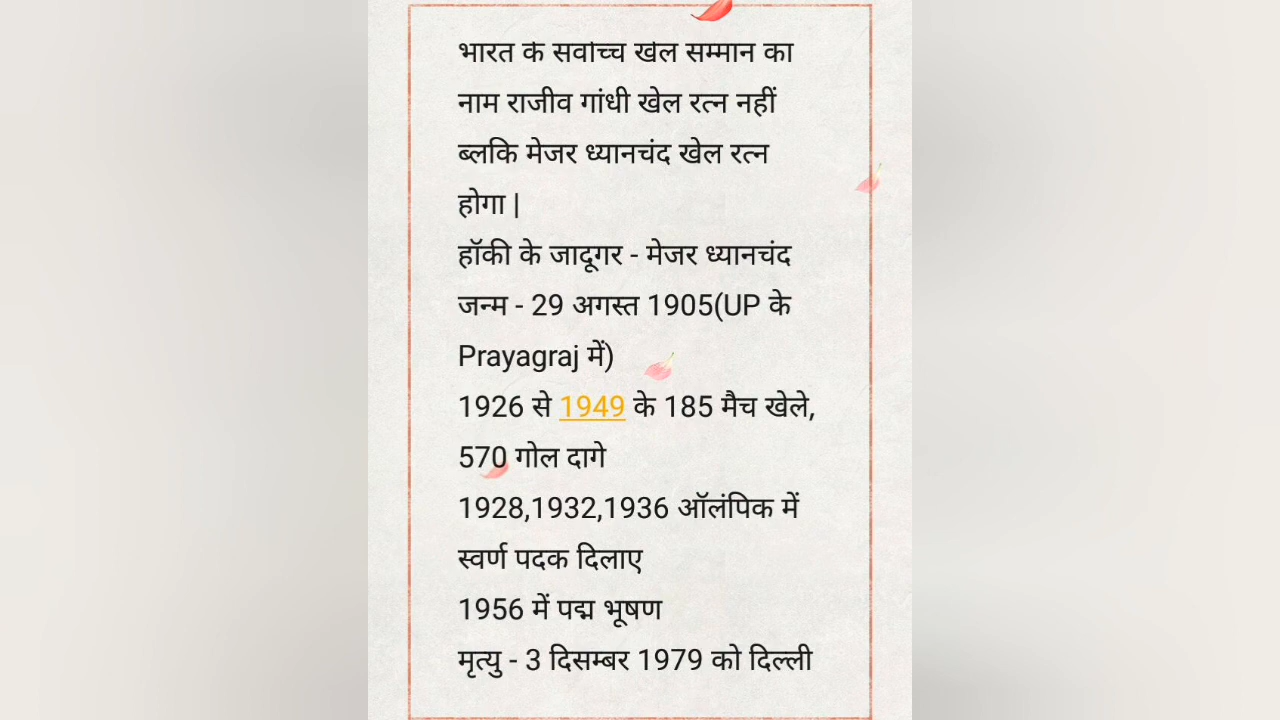 भारत के सर्वोच्च खेल सम्मान का
नाम राजीव गांधी खेल रत्न नहीं
ब्लकि मेजर ध्यानचंद खेल रत्न
होगा |
हॉकी के जादूगर - मेजर ध्यानचंद
जन्म - 29 अगस्त 1905(UP के
Prayagraj में)
1926 से 1949 के 185 मैच खेले,
570 गोल दागे
1928,1932,1936 ऑलंपिक में
स्वर्ण पदक दिलाए
1956 में पद्म भूषण
मृत्यु - 3 दिसम्बर 1979 को दिल्ली